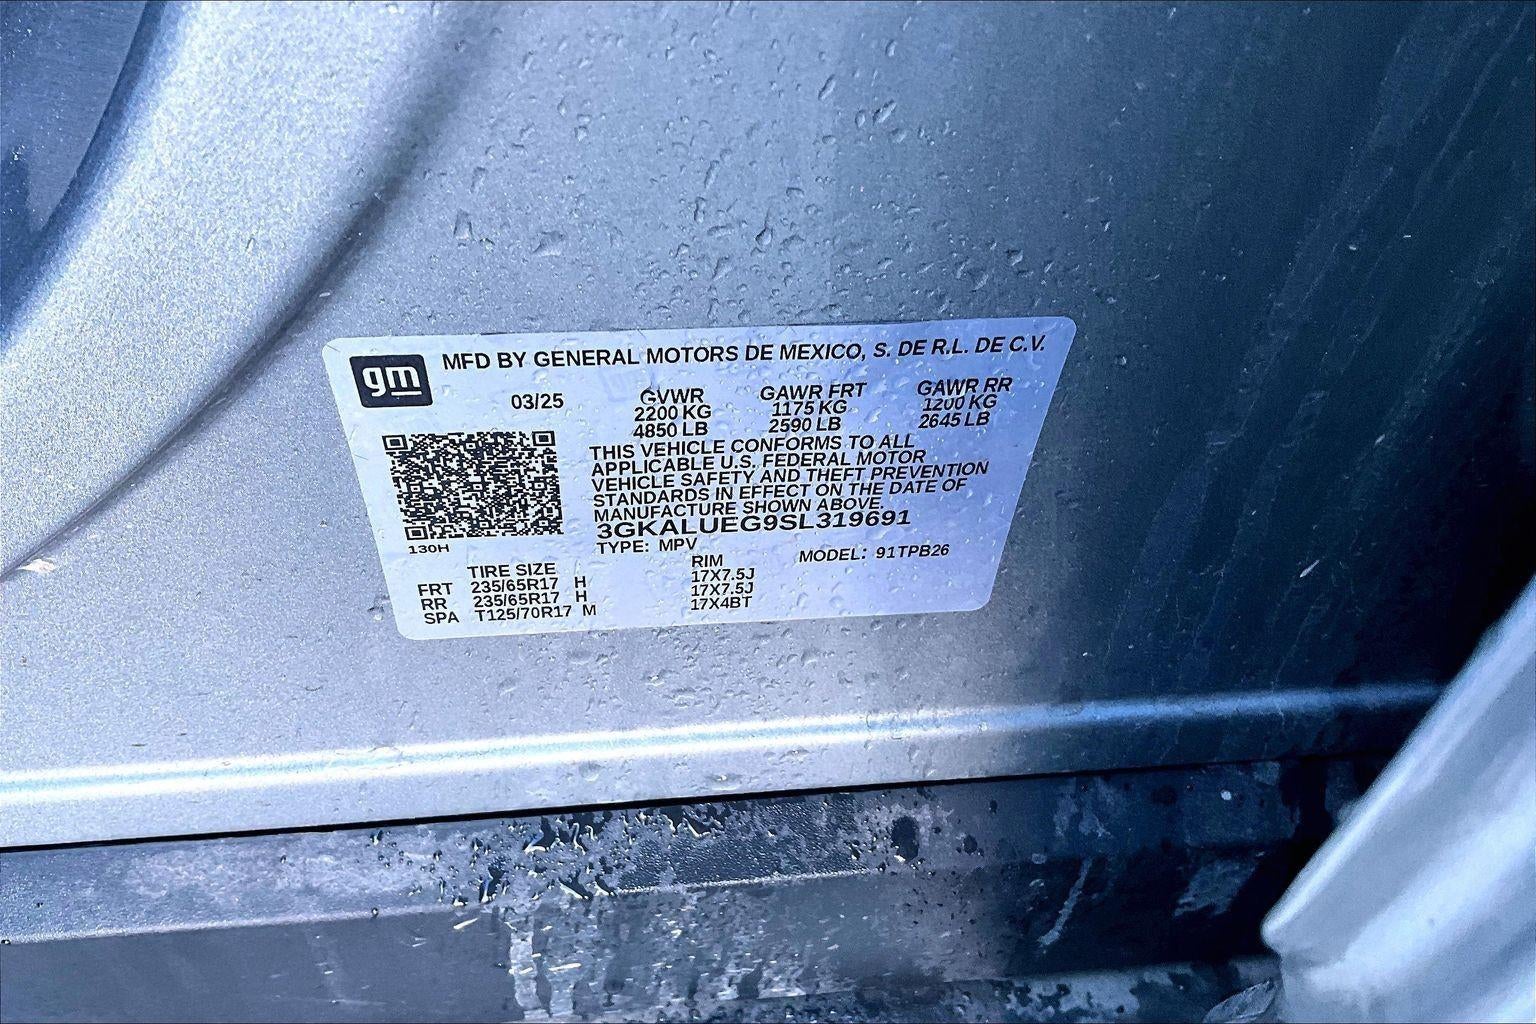 gm MFD BY GENERAL MOTORS DE MEXICO, S. DE R.L. DE C.V.
03/25 GVWR GAWR FRT GAWR RR
2200 KG 1175 KG 1200 KG
4850 LB 2590 LB 2645 LB
THIS VEHICLE CONFORMS TO ALL
APPLICABLE U.S. FEDERAL MOTOR
VEHICLE SAFETY AND THEFT PREVENTION
STANDARDS IN EFFECT ON THE DATE OF
MANUFACTURE SHOWN ABOVE.
3GKALUEG9SL319691
130H TYPE: MPV MODEL: 91TPB26
TIRE SIZE RIM
FRT 235/65R17 H 17X7.5J
RR 235/65R17 H 17X7.5J
SPA T125/70R17 M 17X4BT